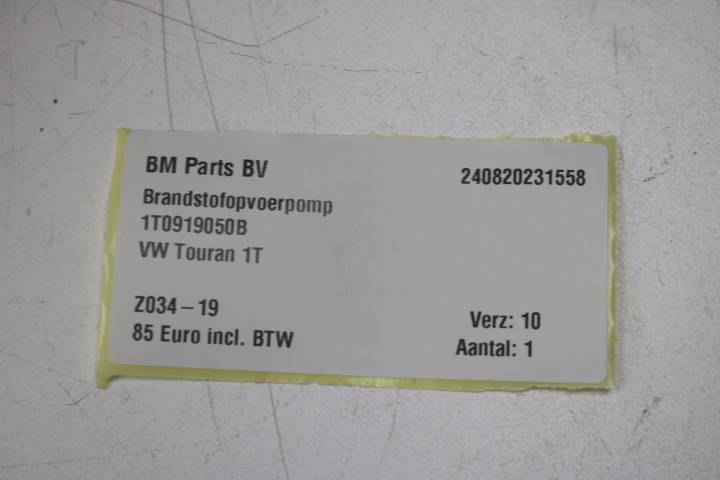 BM Parts BV
240820231558
Brandstofopvoerpomp
1T0919050B
VW Touran 1T
Z034-19
Verz: 10
85 Euro incl. BTW
Aantal: 1